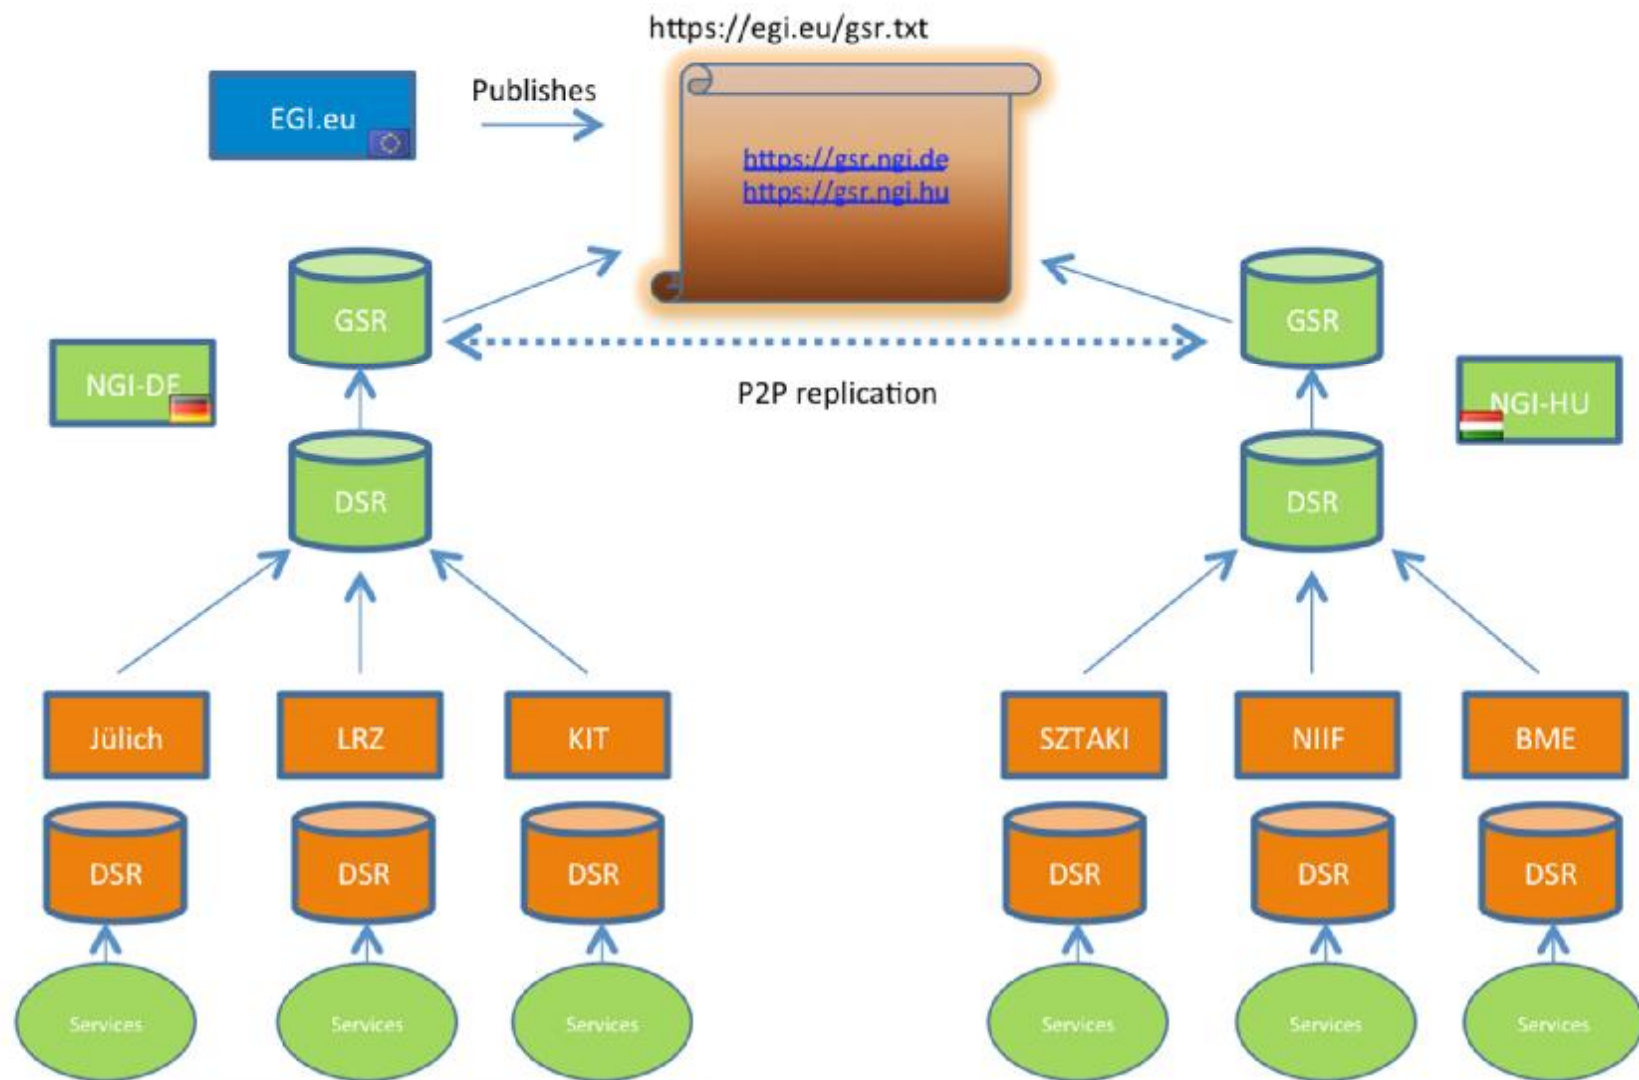 https://egi.eu/gsr.txt
EGI.eu
Publishes
https://gsr.ngi.de
https://gsr.ngi.hu
GSR
GSR
NGI-DE
P2P replication
NGI-HU
DSR
DSR
Jülich
LRZ
KIT
SZTAKI
NIIF
BME
DSR
DSR
DSR
DSR
DSR
DSR
Services
Services
Services
Services
Services
Services